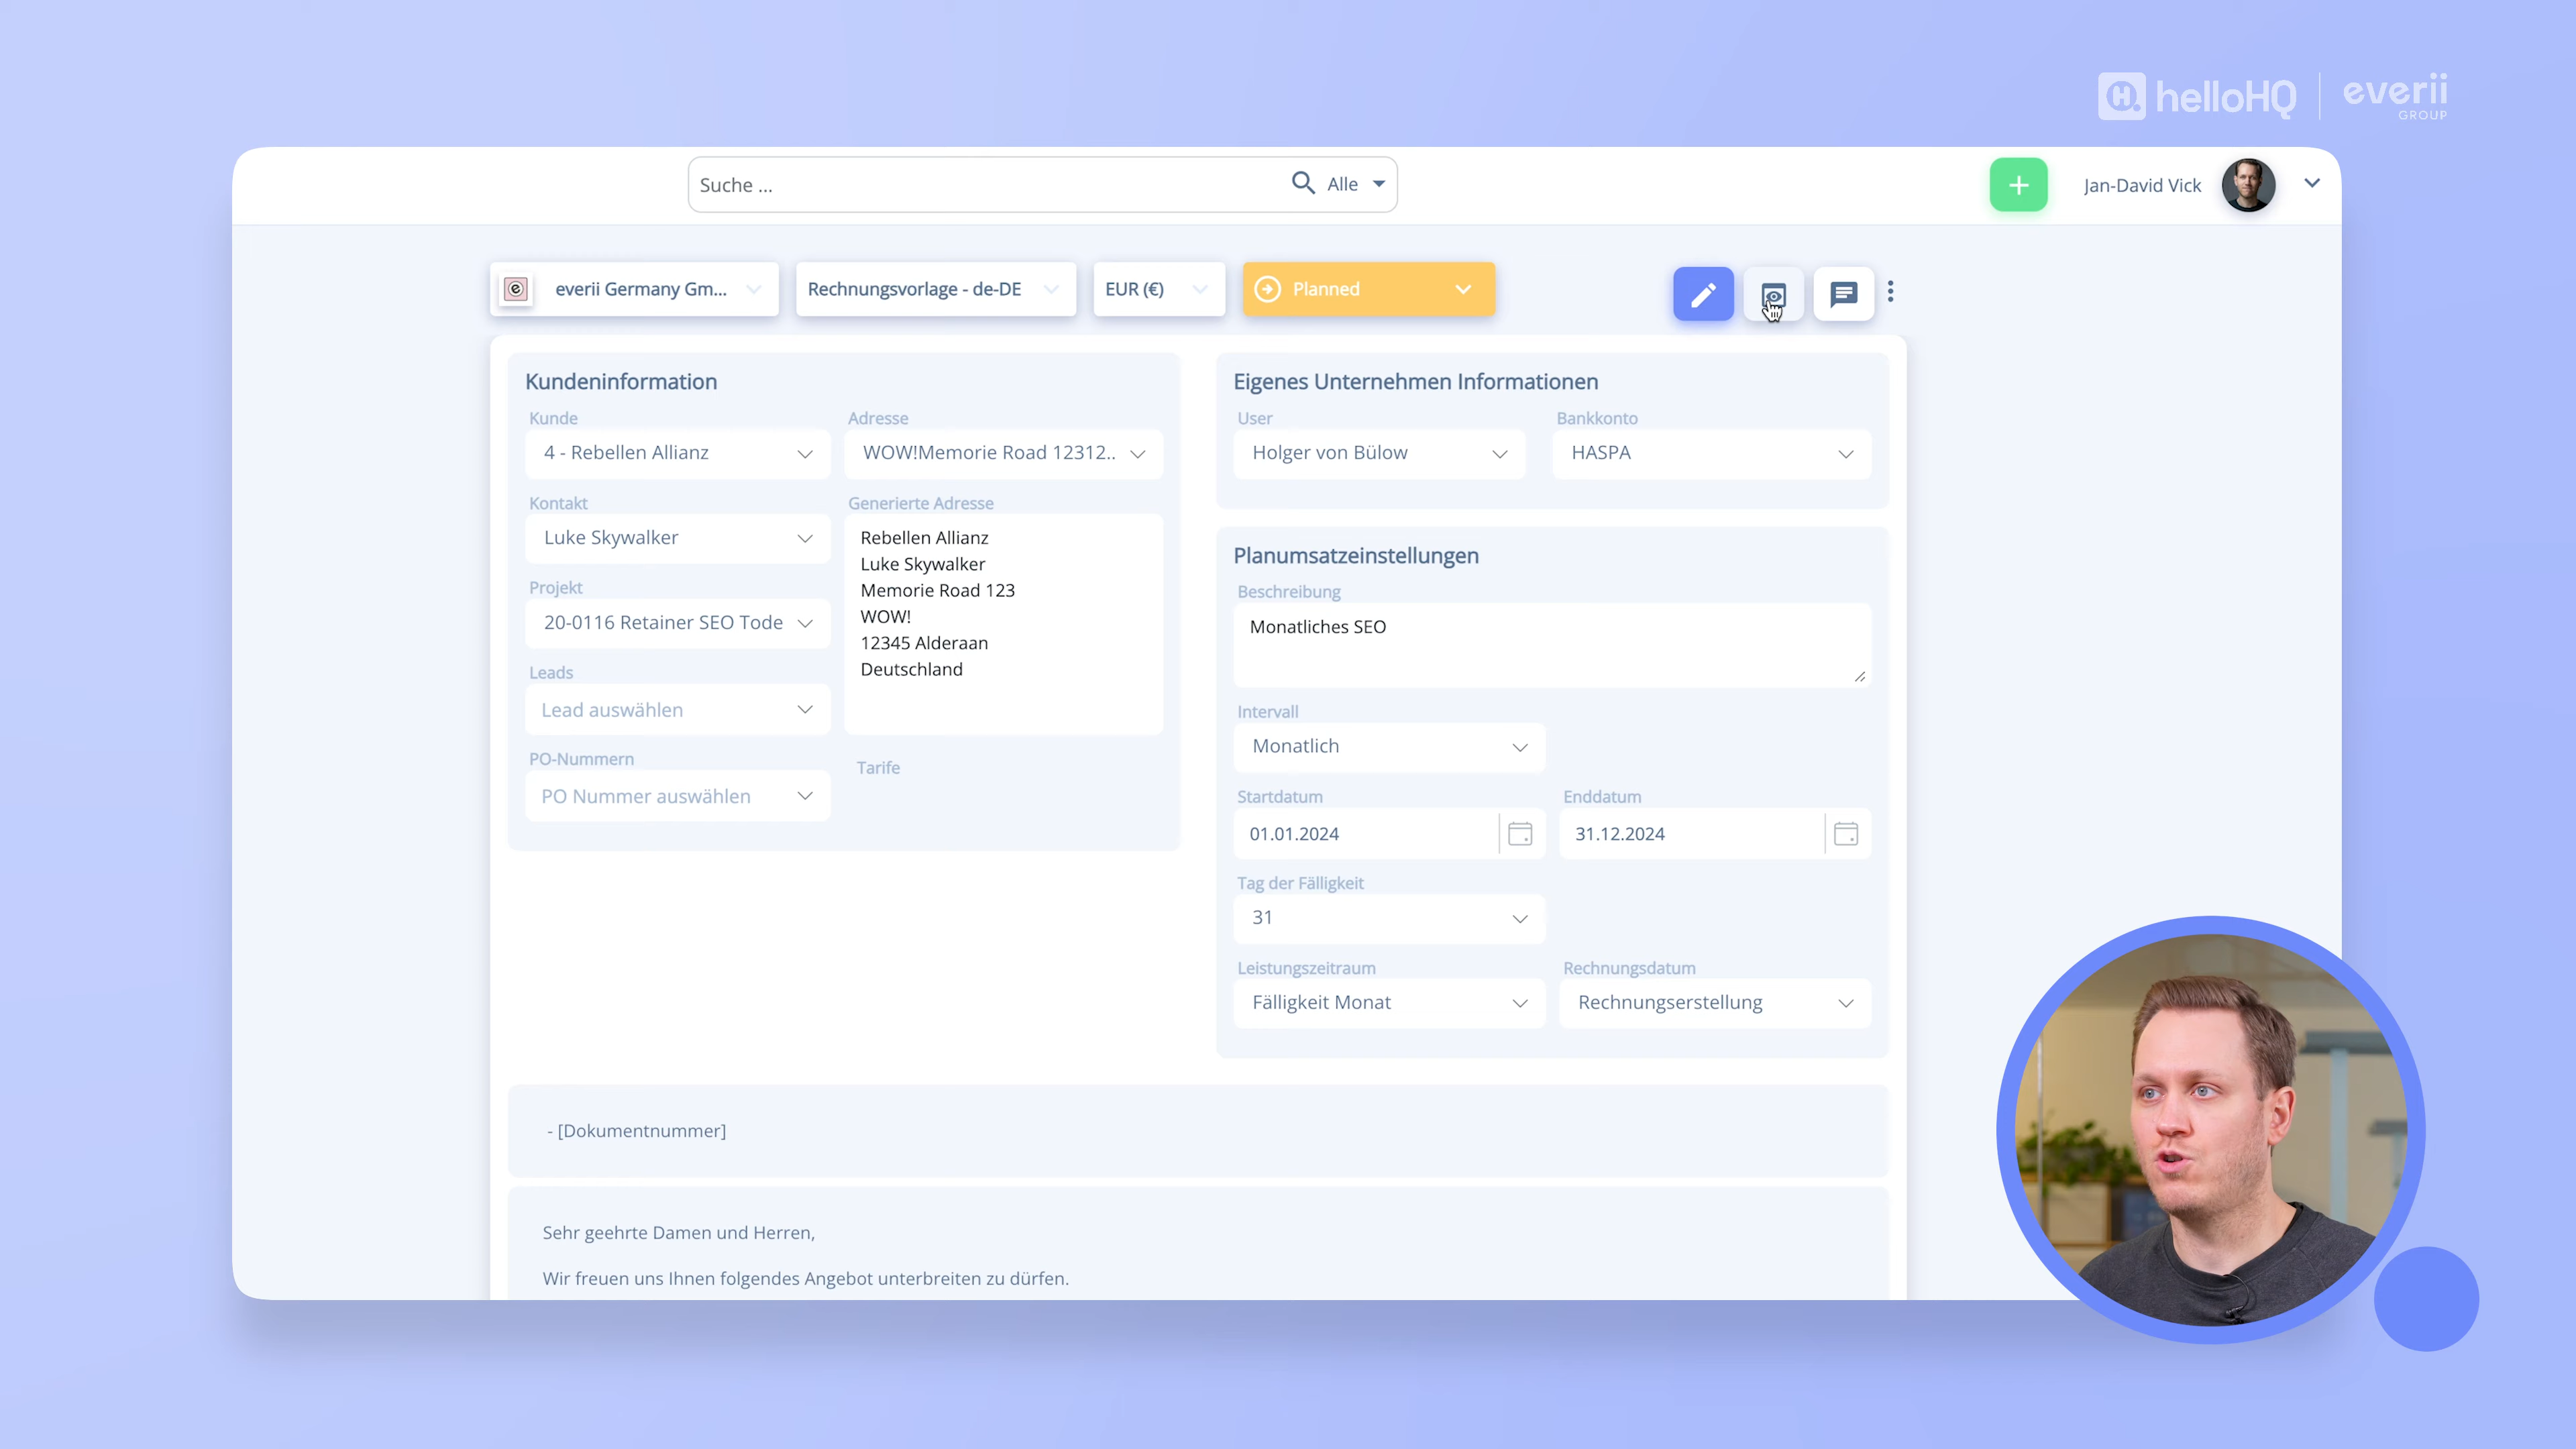 helloHQ
everii
GROUP
Suche ...
Alle
Jan-David Vick
everii Germany Gm...
Rechnungsvorlage - de-DE
EUR (€)
Planned
Kundeninformation
Kunde
4 - Rebellen Allianz
Kontakt
Luke Skywalker
Projekt
20-0116 Retainer SEO Tode
Leads
Lead auswählen
PO-Nummern
PO Nummer auswählen
Adresse
WOW!Memorie Road 12312..
Generierte Adresse
Rebellen Allianz
Luke Skywalker
Memorie Road 123
WOW!
12345 Alderaan
Deutschland
Tarife
Eigenes Unternehmen Informationen
User
Holger von Bülow
Bankkonto
HASPA
Planumsatzeinstellungen
Beschreibung
Monatliches SEO
Intervall
Monatlich
Startdatum
01.01.2024
Enddatum
31.12.2024
Tag der Fälligkeit
31
Leistungszeitraum
Fälligkeit Monat
Rechnungsdatum
Rechnungserstellung
- [Dokumentnummer]
Sehr geehrte Damen und Herren,
Wir freuen uns Ihnen folgendes Angebot unterbreiten zu dürfen.